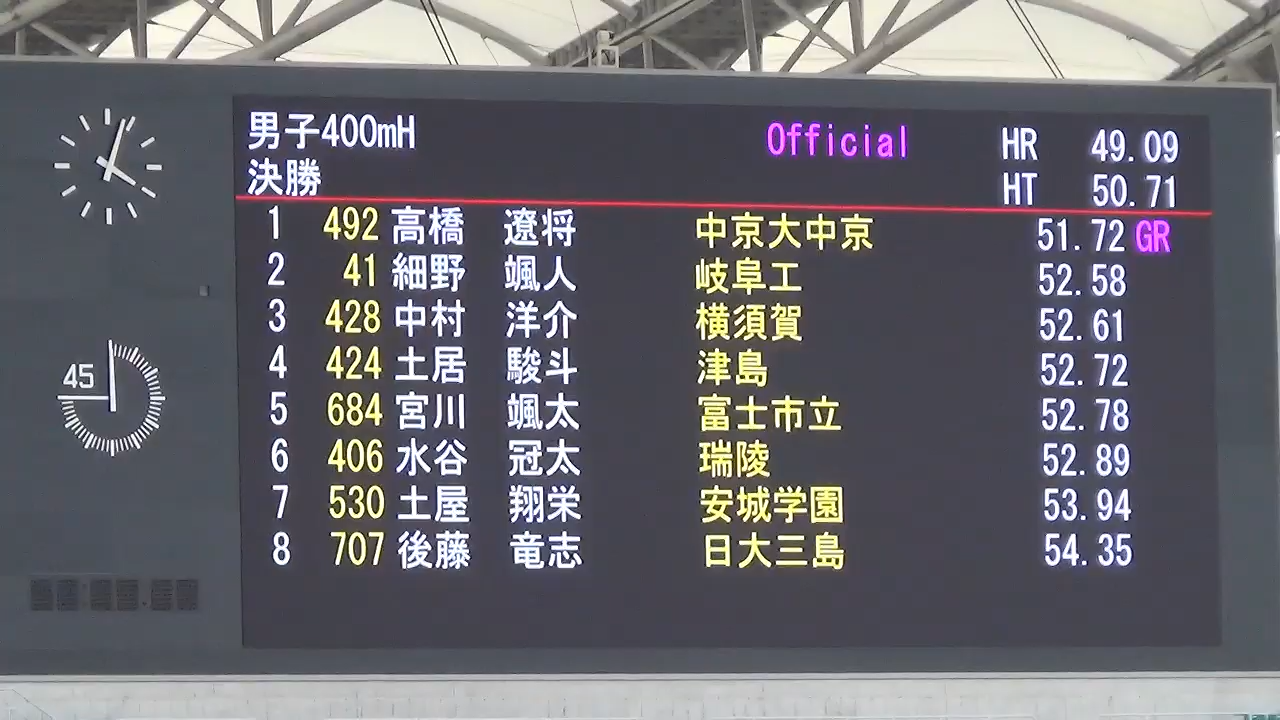 男子400mH Official HR 49.09
決勝 HT 50.71
1 492 高橋 遼将 中京大中京 51.72 GR
2 41 細野 颯人 岐阜工 52.58
3 428 中村 洋介 横須賀 52.61
4 424 土居 駿斗 津島 52.72
5 684 宮川 颯太 富士市立 52.78
6 406 水谷 冠太 瑞陵 52.89
7 530 土屋 翔栄 安城学園 53.94
8 707 後藤 竜志 日大三島 54.35
45